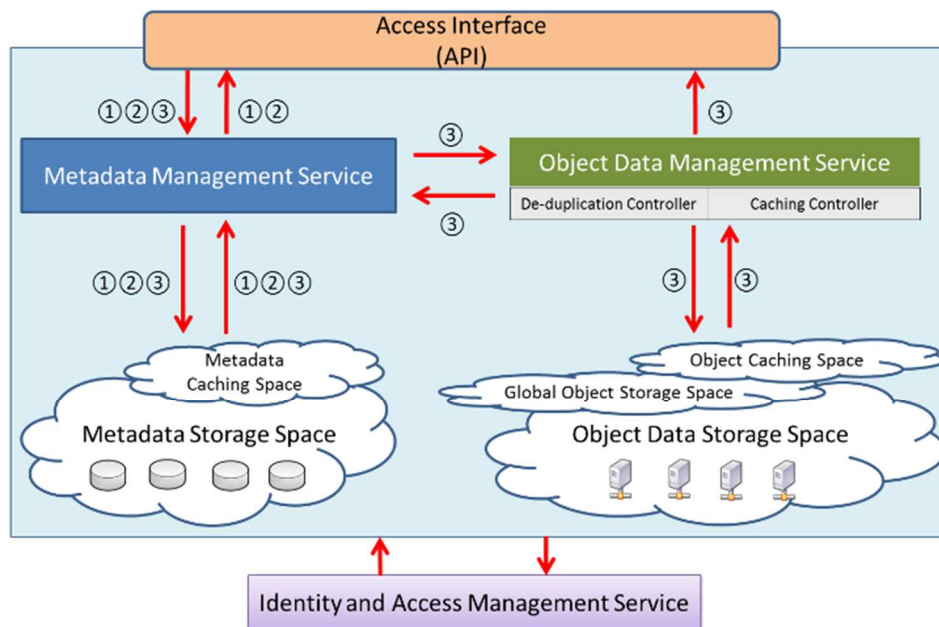 Access Interface
(API)
①②③
①②
③
③
Metadata Management Service
Object Data Management Service
De-duplication Controller
Caching Controller
③
①②③
①②③
③
③
Metadata
Caching Space
Object Caching Space
Global Object Storage Space
Metadata Storage Space
Object Data Storage Space
Identity and Access Management Service